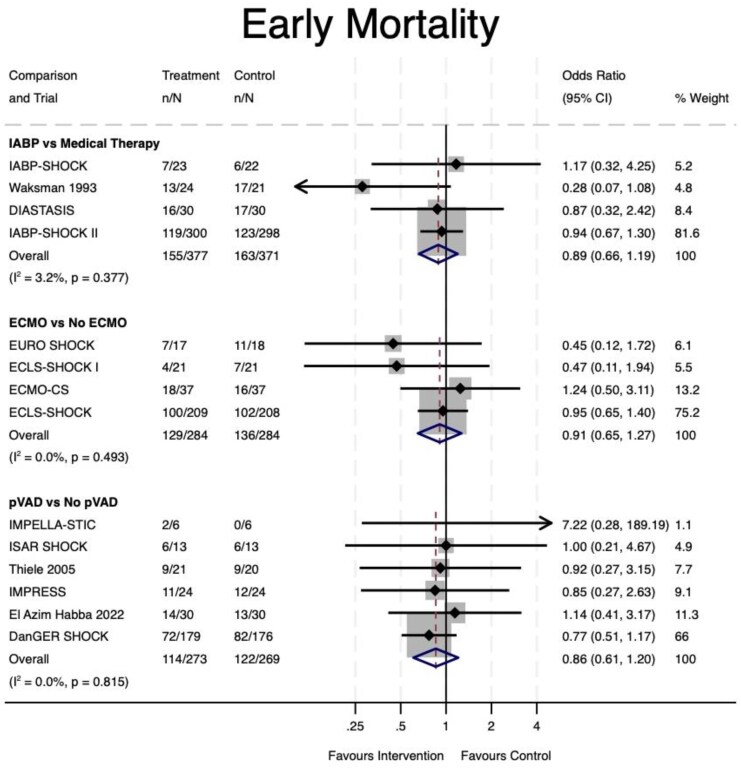 Early Mortality
Comparison Treatment Control Odds Ratio
and Trial n/N n/N (95% CI) % Weight
IABP vs Medical Therapy
IABP-SHOCK 7/23 6/22 1.17 (0.32, 4.25) 5.2
Waksman 1993 13/24 17/21 0.28 (0.07, 1.08) 4.8
DIASTASIS 16/30 17/30 0.87 (0.32, 2.42) 8.4
IABP-SHOCK II 119/300 123/298 0.94 (0.67, 1.30) 81.6
Overall 155/377 163/371 0.89 (0.66, 1.19) 100
(I² = 3.2%, p = 0.377)
ECMO vs No ECMO
EURO SHOCK 7/17 11/18 0.45 (0.12, 1.72) 6.1
ECLS-SHOCK I 4/21 7/21 0.47 (0.11, 1.94) 5.5
ECMO-CS 18/37 16/37 1.24 (0.50, 3.11) 13.2
ECLS-SHOCK 100/209 102/208 0.95 (0.65, 1.40) 75.2
Overall 129/284 136/284 0.91 (0.65, 1.27) 100
(I² = 0.0%, p = 0.493)
pVAD vs No pVAD
IMPELLA-STIC 2/6 0/6 7.22 (0.28, 189.19) 1.1
ISAR SHOCK 6/13 6/13 1.00 (0.21, 4.67) 4.9
Thiele 2005 9/21 9/20 0.92 (0.27, 3.15) 7.7
IMPRESS 11/24 12/24 0.85 (0.27, 2.63) 9.1
El Azim Habba 2022 14/30 13/30 1.14 (0.41, 3.17) 11.3
DanGER SHOCK 72/179 82/176 0.77 (0.51, 1.17) 66
Overall 114/273 122/269 0.86 (0.61, 1.20) 100
(I² = 0.0%, p = 0.815)
.25 .5 1 2 4
Favours Intervention Favours Control